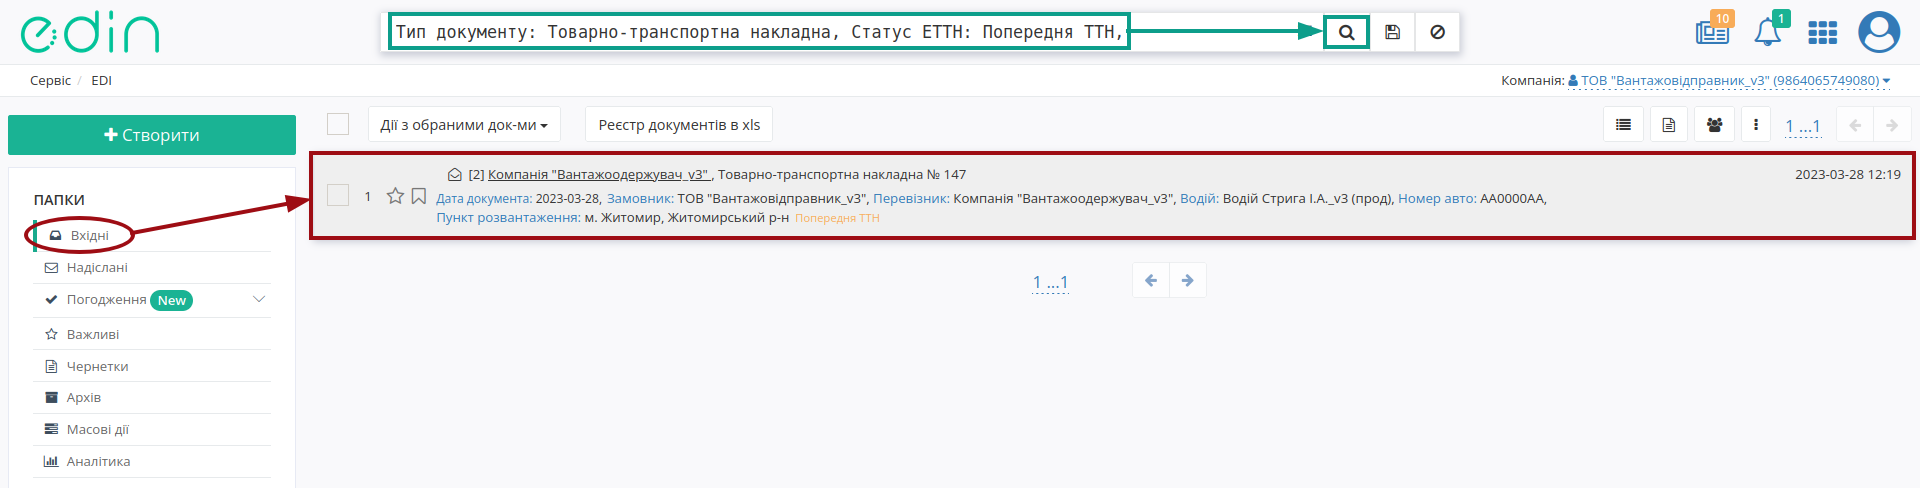 edin
Тип документу: Товарно-транспортна накладна, Статус ЕТТН: Попередня ТТН,
10
1
Сервіс / EDI
Компанія: ТОВ "Вантажовідправник_v3" (9864065749080)
Створити
Дії з обраними док-ми
Реєстр документів в xls
1 ...1
ПАПКИ
Вхідні
Надіслані
Погодження New
Важливі
Чернетки
Архів
Масові дії
Аналітика
1
[2] Компанія "Вантажоодержувач_v3" , Товарно-транспортна накладна № 147
2023-03-28 12:19
Дата документа: 2023-03-28, Замовник: ТОВ "Вантажовідправник_v3", Перевізник: Компанія "Вантажоодержувач_v3", Водій: Водій Стрига І.А._v3 (прод), Номер авто: АА0000АА,
Пункт розвантаження: м. Житомир, Житомирський р-н Попередня ТТН
1 ...1